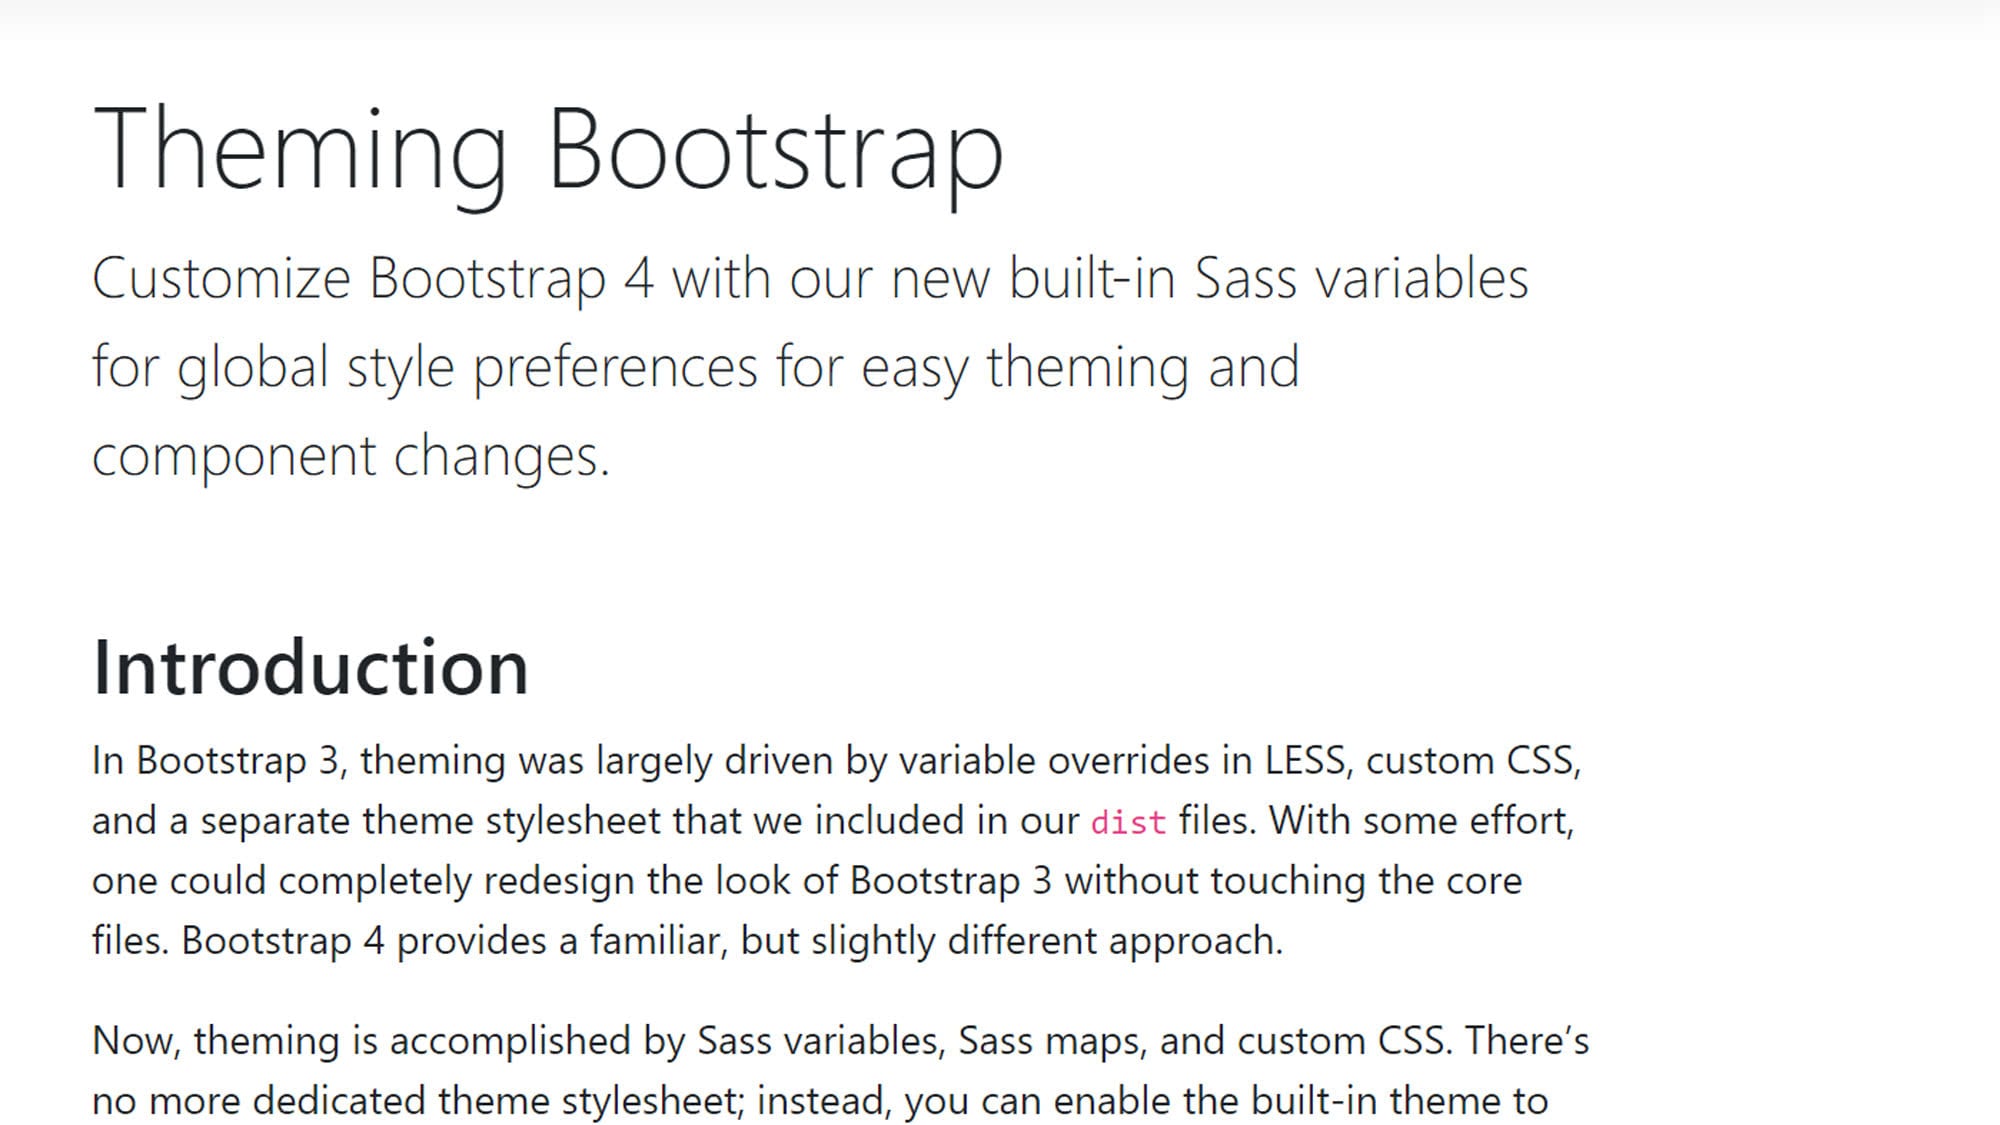 Theming Bootstrap
Customize Bootstrap 4 with our new built-in Sass variables
for global style preferences for easy theming and
component changes.
Introduction
In Bootstrap 3, theming was largely driven by variable overrides in LESS, custom CSS,
and a separate theme stylesheet that we included in our dist files. With some effort,
one could completely redesign the look of Bootstrap 3 without touching the core
files. Bootstrap 4 provides a familiar, but slightly different approach.
Now, theming is accomplished by Sass variables, Sass maps, and custom CSS. There’s
no more dedicated theme stylesheet; instead, you can enable the built-in theme to